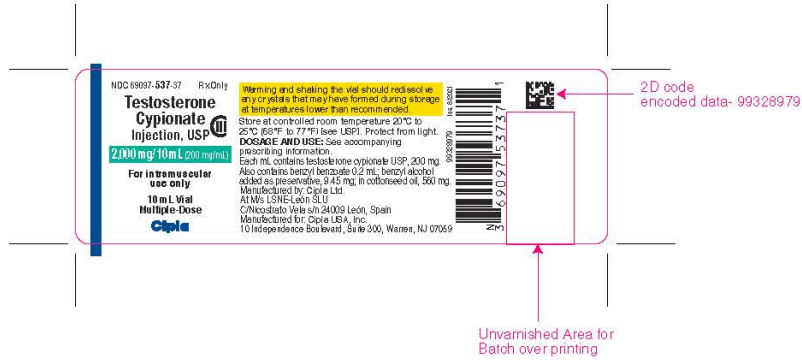 NDC 69097-537-37 RxOnly
Testosterone
Cypionate
Injection, USP CIII
2,000 mg/10 mL (200 mg/mL)
For intramuscular
use only
10 mL Vial
Multiple-Dose
Cipla
Warming and shaking the vial should redissolve
any crystals that may have formed during storage
at temperatures lower than recommended.
Store at controlled room temperature 20°C to
25°C (68°F to 77°F) [see USP]. Protect from light.
DOSAGE AND USE: See accompanying
prescribing information.
Each mL contains testosterone cypionate USP, 200 mg.
Also contains benzyl benzoate 0.2 mL; benzyl alcohol
added as preservative, 9.45 mg; in cottonseed oil, 560 mg.
Manufactured by: Cipla Ltd.
At M/s LSNE-León SLU
C/Nicostrato Vela s/n 24009 León, Spain
Manufactured for: Cipla USA, Inc.
10 Independence Boulevard, Suite 300, Warren, NJ 07059
99328979
Iss. 8/2021
N 3 69097 53737 1
2D code
encoded data- 99328979
Unvarnished Area for
Batch over printing